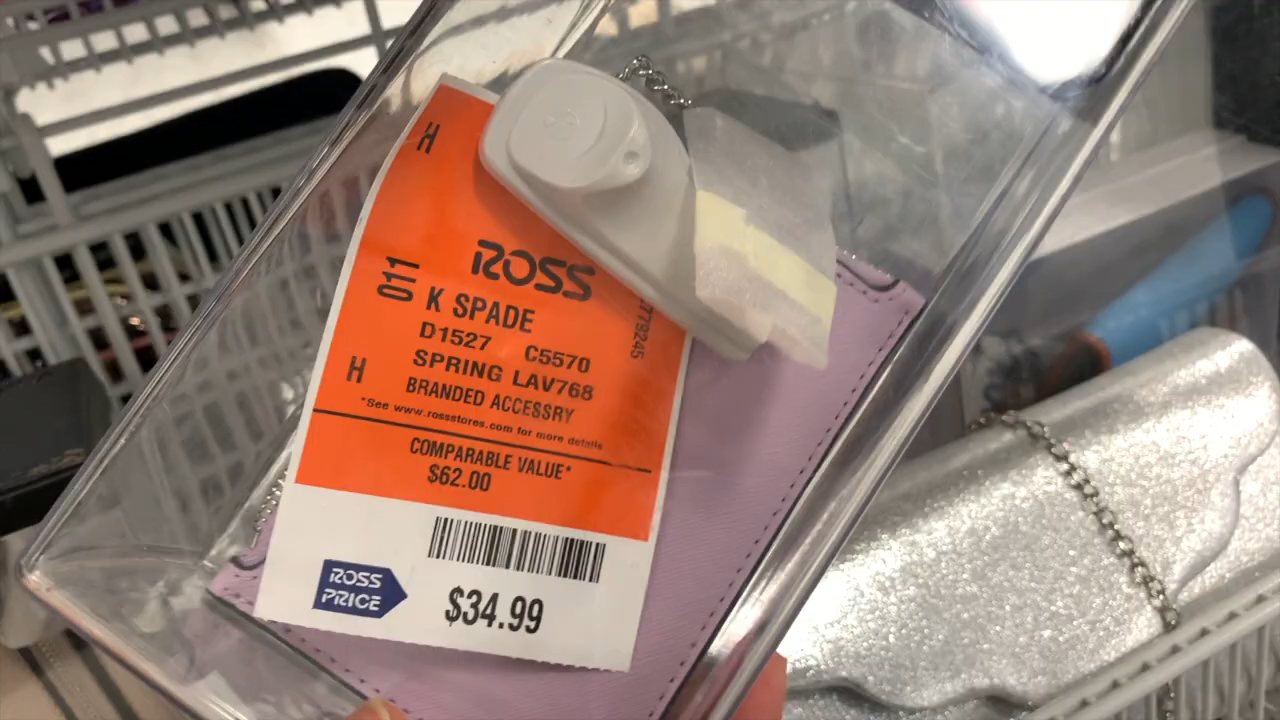 H
ROSS
011
K SPADE
D1527 C5570
SPRING LAV768
H
BRANDED ACCESSRY
*See www.rossstores.com for more details
COMPARABLE VALUE*
$62.00
ROSS
PRICE
$34.99